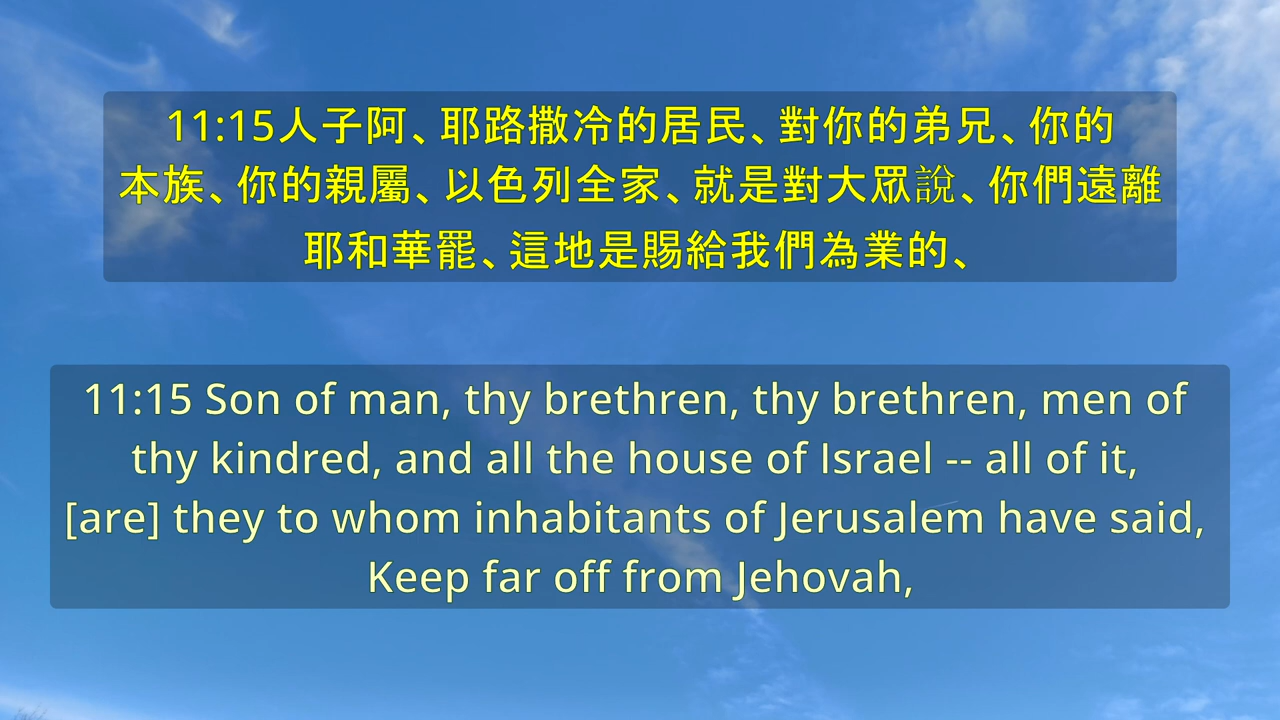 11:15人子阿、耶路撒冷的居民、對你的弟兄、你的
本族、你的親屬、以色列全家、就是對大眾說、你們遠離
耶和華罷、這地是賜給我們為業的、
11:15 Son of man, thy brethren, thy brethren, men of
thy kindred, and all the house of Israel -- all of it,
[are] they to whom inhabitants of Jerusalem have said,
Keep far off from Jehovah,